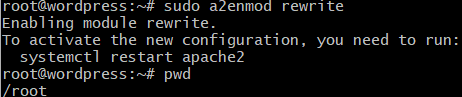 root@wordpress:~# sudo a2enmod rewrite
Enabling module rewrite.
To activate the new configuration, you need to run:
  systemctl restart apache2
root@wordpress:~# pwd
/root